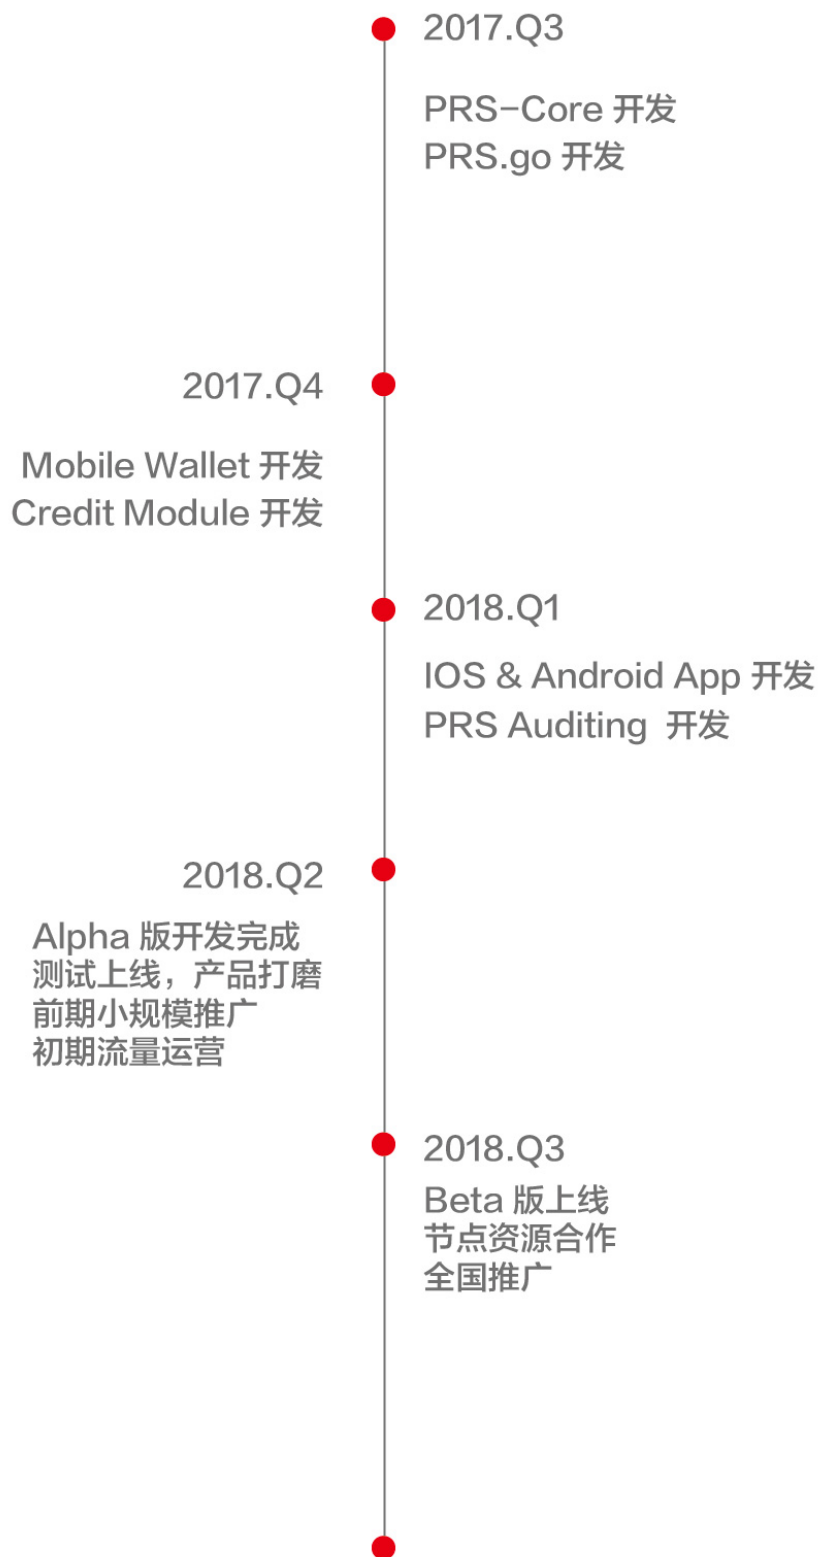 2017.Q3
PRS-Core 开发
PRS.go 开发
2017.Q4
Mobile Wallet 开发
Credit Module 开发
2018.Q1
IOS & Android App 开发
PRS Auditing 开发
2018.Q2
Alpha 版开发完成
测试上线，产品打磨
前期小规模推广
初期流量运营
2018.Q3
Beta 版上线
节点资源合作
全国推广